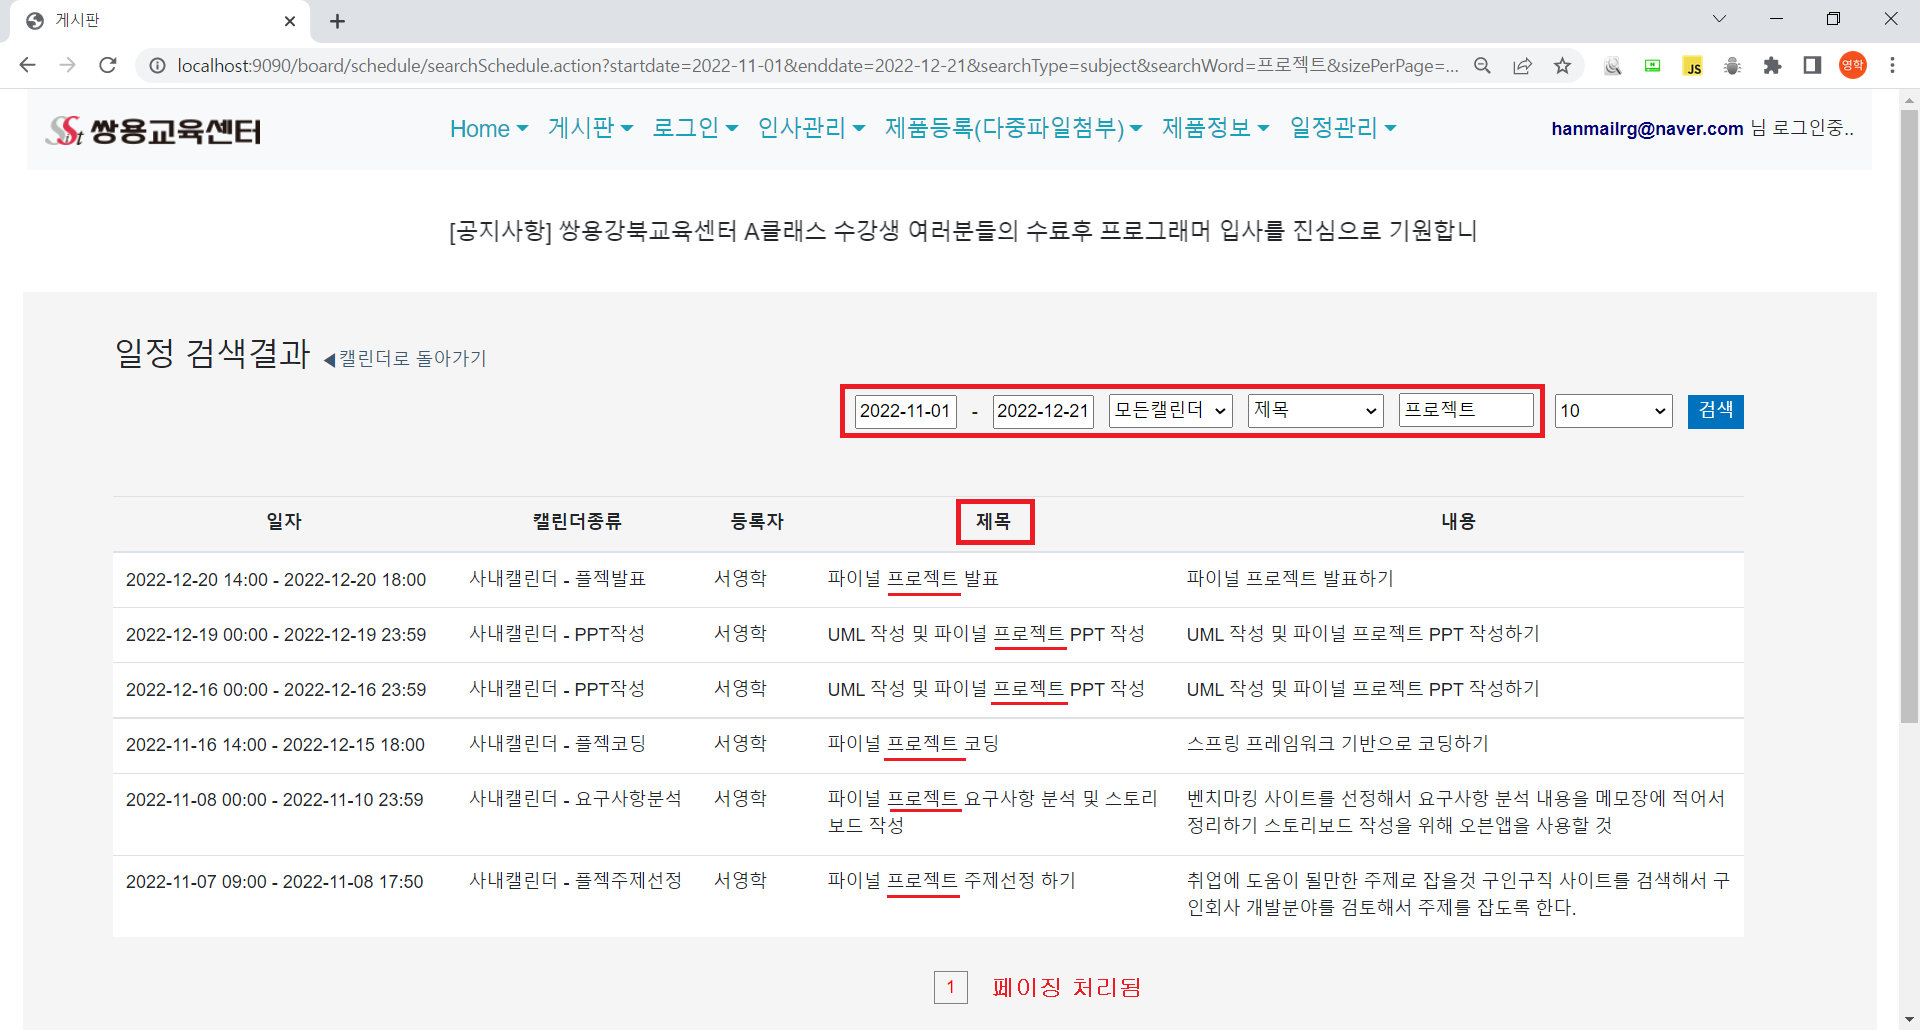 게시판
localhost:9090/board/schedule/searchSchedule.action?startdate=2022-11-01&enddate=2022-12-21&searchType=subject&searchWord=프로젝트&sizePerPage=...
JS
영학
Sist 쌍용교육센터 Home 게시판 로그인 인사관리 제품등록(다중파일첨부) 제품정보 일정관리 hanmailrg@naver.com 님 로그인중..
[공지사항] 쌍용강북교육센터 A클래스 수강생 여러분들의 수료후 프로그래머 입사를 진심으로 기원합니
일정 검색결과 ◀캘린더로 돌아가기
2022-11-01 - 2022-12-21 모든캘린더 제목 프로젝트 10 검색
일자 캘린더종류 등록자 제목 내용
2022-12-20 14:00 - 2022-12-20 18:00 사내캘린더 - 플젝발표 서영학 파이널 프로젝트 발표 파이널 프로젝트 발표하기
2022-12-19 00:00 - 2022-12-19 23:59 사내캘린더 - PPT작성 서영학 UML 작성 및 파이널 프로젝트 PPT 작성 UML 작성 및 파이널 프로젝트 PPT 작성하기
2022-12-16 00:00 - 2022-12-16 23:59 사내캘린더 - PPT작성 서영학 UML 작성 및 파이널 프로젝트 PPT 작성 UML 작성 및 파이널 프로젝트 PPT 작성하기
2022-11-16 14:00 - 2022-12-15 18:00 사내캘린더 - 플젝코딩 서영학 파이널 프로젝트 코딩 스프링 프레임워크 기반으로 코딩하기
2022-11-08 00:00 - 2022-11-10 23:59 사내캘린더 - 요구사항분석 서영학 파이널 프로젝트 요구사항 분석 및 스토리 벤치마킹 사이트를 선정해서 요구사항 분석 내용을 메모장에 적어서
보드 작성 정리하기 스토리보드 작성을 위해 오븐앱을 사용할 것
2022-11-07 09:00 - 2022-11-08 17:50 사내캘린더 - 플젝주제선정 서영학 파이널 프로젝트 주제선정 하기 취업에 도움이 될만한 주제로 잡을것 구인구직 사이트를 검색해서 구
인회사 개발분야를 검토해서 주제를 잡도록 한다.
1 페이징 처리됨